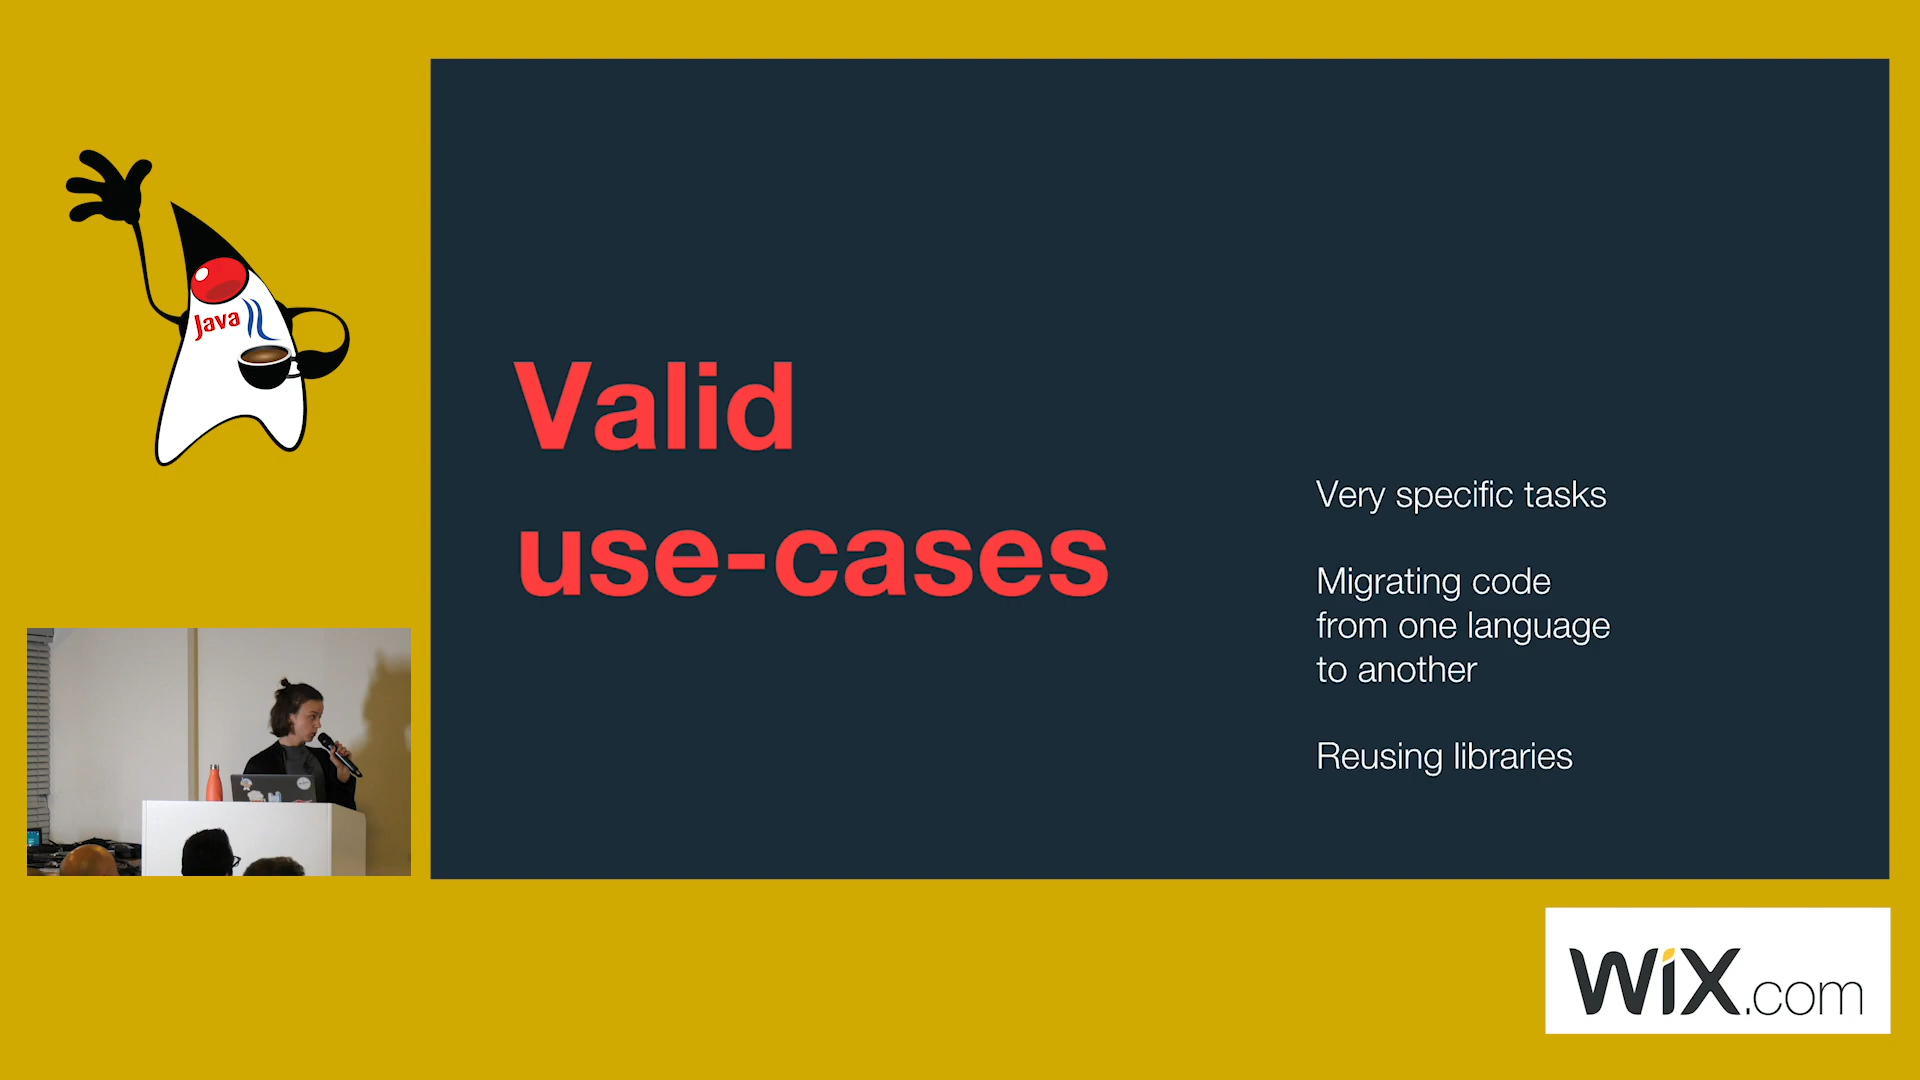 Java
Valid
use-cases
Very specific tasks
Migrating code
from one language
to another
Reusing libraries
WiX.com